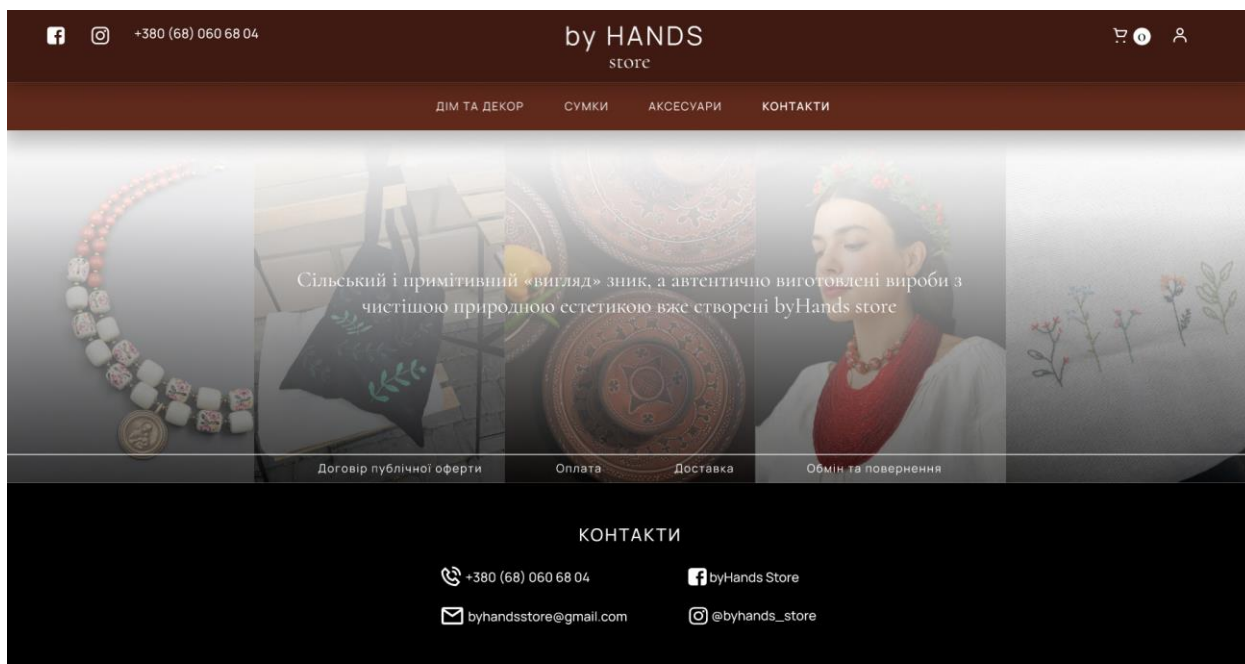 +380 (68) 060 68 04
by HANDS
store
0
ДІМ ТА ДЕКОР СУМКИ АКСЕСУАРИ КОНТАКТИ
Сільський і примітивний «вигляд» зник, а автентично виготовлені вироби з
чистішою природною естетикою вже створені byHands store
Договір публічної оферти Оплата Доставка Обмін та повернення
КОНТАКТИ
+380 (68) 060 68 04 byHands Store
byhandsstore@gmail.com @byhands_store